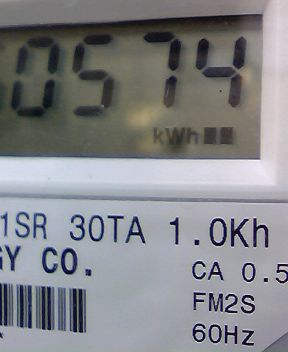 0574
kWh
1SR 30TA 1.0Kh
GY CO.
CA 0.5
FM2S
60Hz